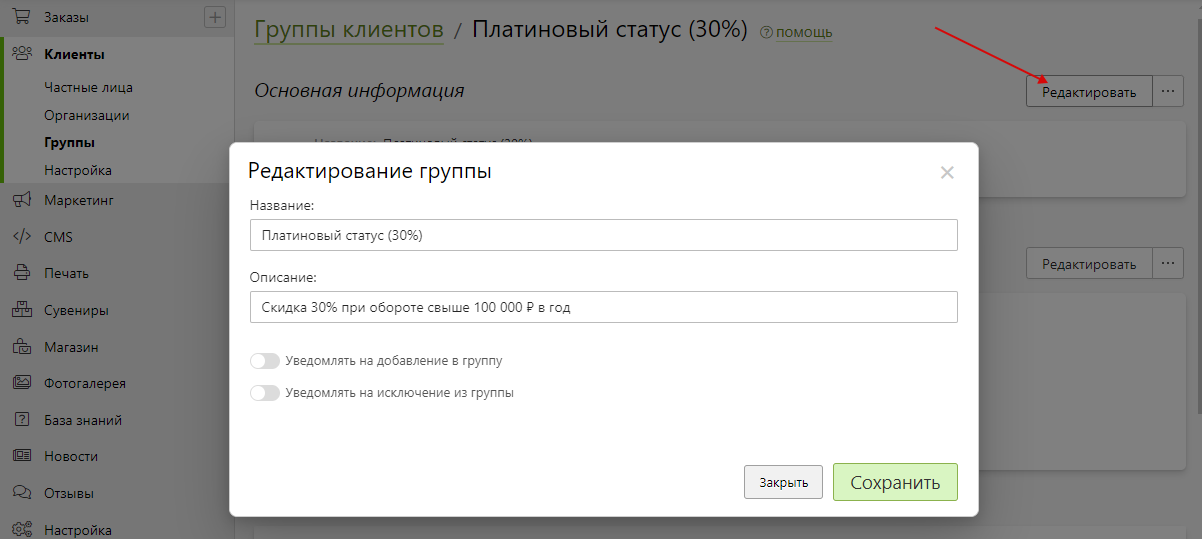 Заказы
Клиенты
Частные лица
Организации
Группы
Настройка
Маркетинг
CMS
Печать
Сувениры
Магазин
Фотогалерея
База знаний
Новости
Отзывы
Настройка
Группы клиентов / Платиновый статус (30%) ? помощь
Основная информация
Редактировать ...
Редактировать ...
Редактирование группы
Название:
Платиновый статус (30%)
Описание:
Скидка 30% при обороте свыше 100 000 ₽ в год
Уведомлять на добавление в группу
Уведомлять на исключение из группы
Закрыть
Сохранить